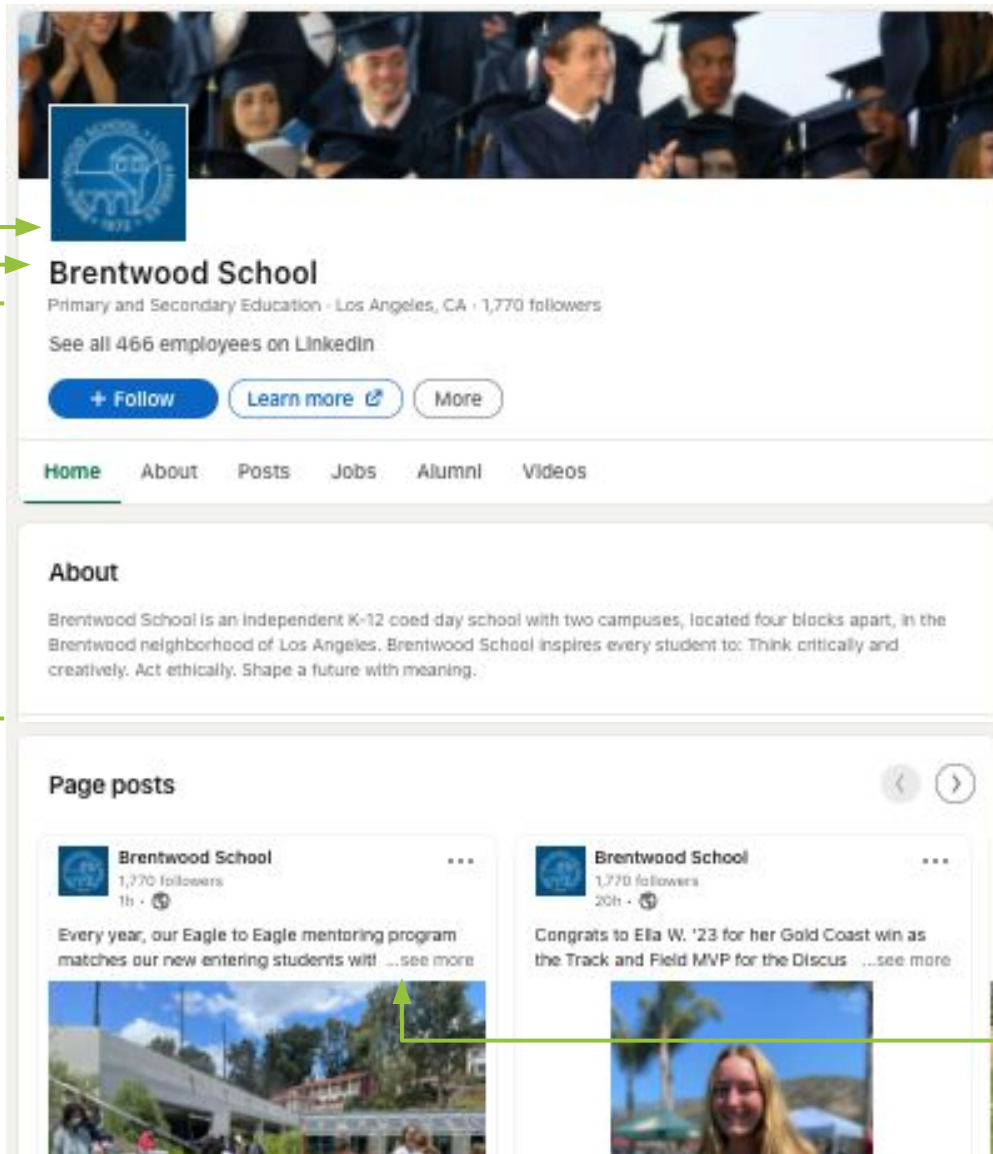 BRENTWOOD SCHOOL • LOS ANGELES
• 1972 •
Brentwood School
Primary and Secondary Education · Los Angeles, CA · 1,770 followers
See all 466 employees on LinkedIn
+ Follow
Learn more
More
Home About Posts Jobs Alumni Videos
About
Brentwood School is an independent K-12 coed day school with two campuses, located four blocks apart, in the
Brentwood neighborhood of Los Angeles. Brentwood School inspires every student to: Think critically and
creatively. Act ethically. Shape a future with meaning.
Page posts
Brentwood School
1,770 followers
1h •
Every year, our Eagle to Eagle mentoring program
matches our new entering students with ...see more
Brentwood School
1,770 followers
20h •
Congrats to Ella W. '23 for her Gold Coast win as
the Track and Field MVP for the Discus ...see more